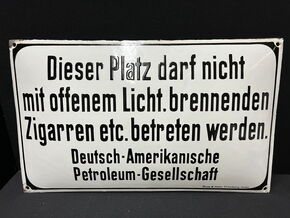 Dieser Platz darf nicht
mit offenem Licht. brennenden
Zigarren etc. betreten werden.
Deutsch-Amerikanische
Petroleum-Gesellschaft